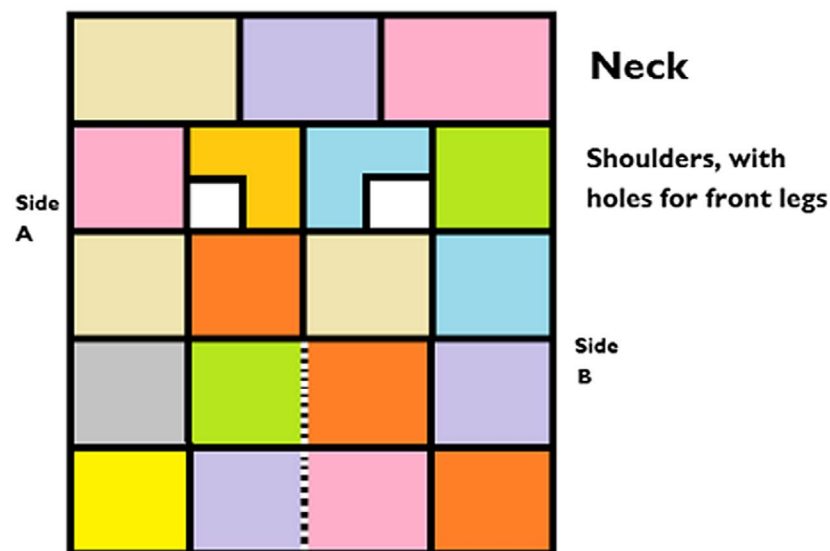 Neck
Shoulders, with
holes for front legs
Side
A
Side
B